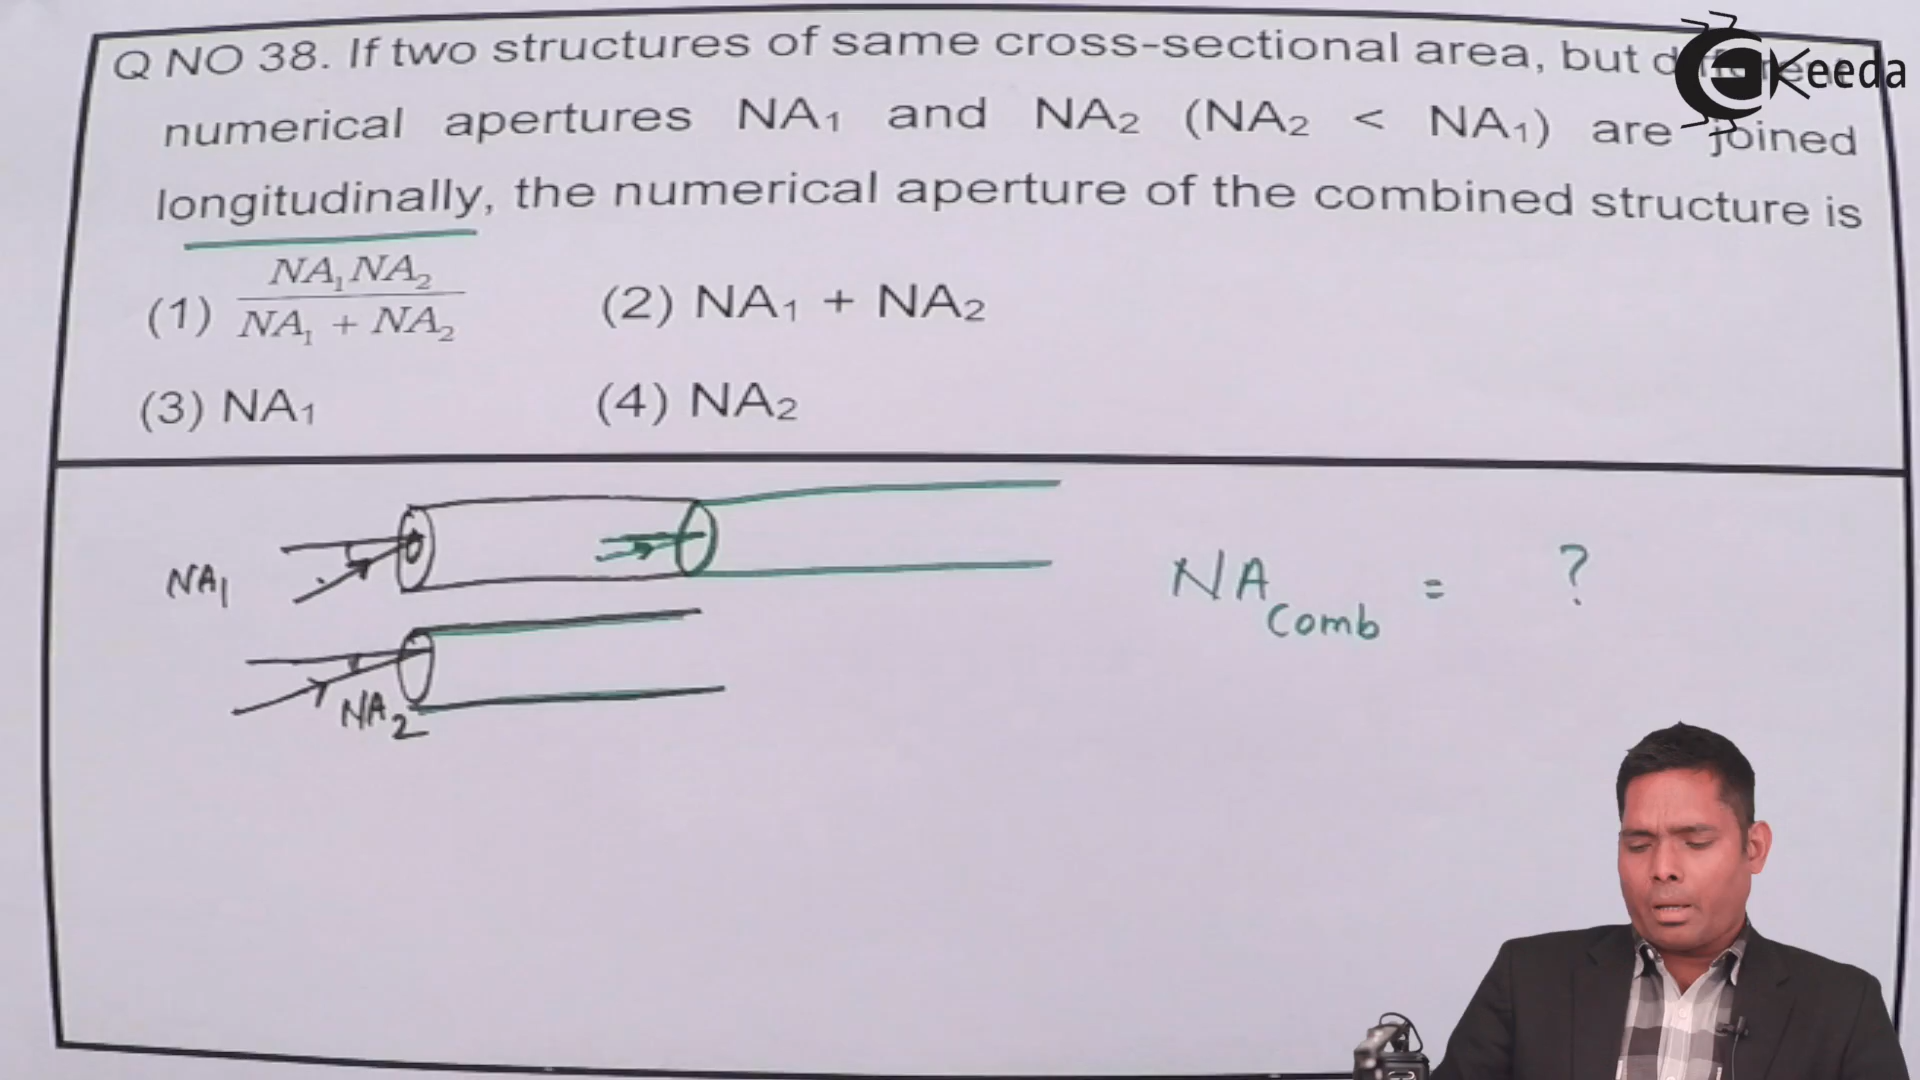 Q NO 38. If two structures of same cross-sectional area, but different
numerical apertures NA₁ and NA₂ (NA₂ < NA₁) are joined
longitudinally, the numerical aperture of the combined structure is
(1) NA₁NA₂ / NA₁ + NA₂ (2) NA₁ + NA₂
(3) NA₁ (4) NA₂
NA₁
NA₂
NA Comb = ?
eKeeda